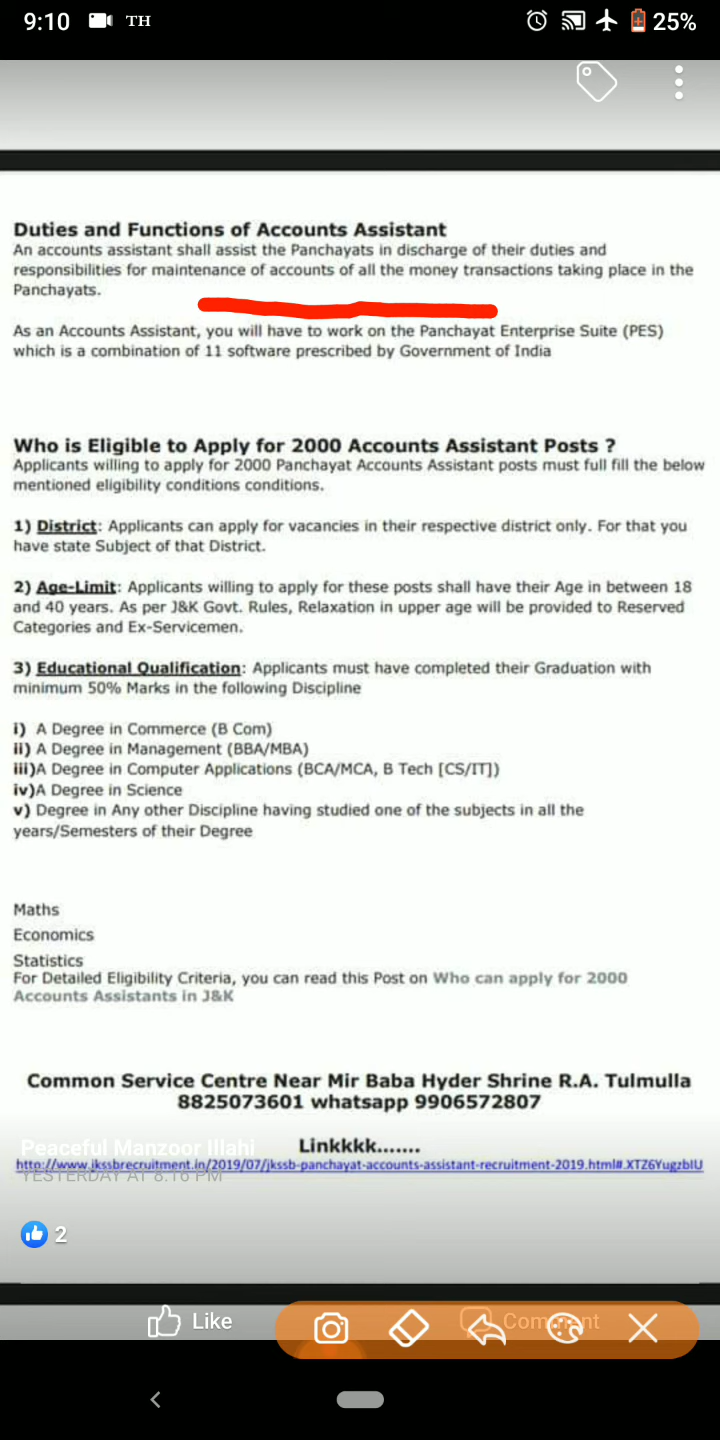 9:10 TH 25%
Duties and Functions of Accounts Assistant
An accounts assistant shall assist the Panchayats in discharge of their duties and
responsibilities for maintenance of accounts of all the money transactions taking place in the
Panchayats.
As an Accounts Assistant, you will have to work on the Panchayat Enterprise Suite (PES)
which is a combination of 11 software prescribed by Government of India
Who is Eligible to Apply for 2000 Accounts Assistant Posts ?
Applicants willing to apply for 2000 Panchayat Accounts Assistant posts must full fill the below
mentioned eligibility conditions conditions.
1) District: Applicants can apply for vacancies in their respective district only. For that you
have state Subject of that District.
2) Age-Limit: Applicants willing to apply for these posts shall have their Age in between 18
and 40 years. As per J&K Govt. Rules, Relaxation in upper age will be provided to Reserved
Categories and Ex-Servicemen.
3) Educational Qualification: Applicants must have completed their Graduation with
minimum 50% Marks in the following Discipline
i) A Degree in Commerce (B Com)
ii) A Degree in Management (BBA/MBA)
iii)A Degree in Computer Applications (BCA/MCA, B Tech [CS/IT])
iv)A Degree in Science
v) Degree in Any other Discipline having studied one of the subjects in all the
years/Semesters of their Degree
Maths
Economics
Statistics
For Detailed Eligibility Criteria, you can read this Post on Who can apply for 2000
Accounts Assistants in J&K
Common Service Centre Near Mir Baba Hyder Shrine R.A. Tulmulla
8825073601 whatsapp 9906572807
Peaceful Manzoor Illahi
Linkkkk.......
http://www.jkssbrecruitment.in/2019/07/jkssb-panchayat-accounts-assistant-recruitment-2019.html#.XTZ6YugzbIU
YESTERDAY AT 8:16 PM
2
Like Comment